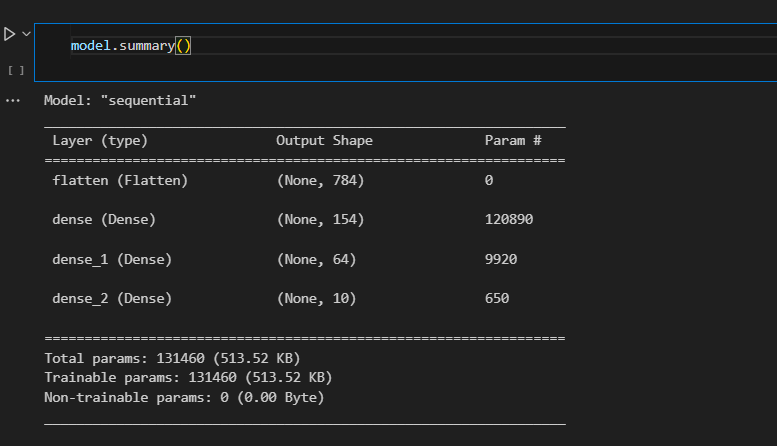 model.summary()
[ ]
Model: "sequential"
Layer (type) Output Shape Param #
=================================================================
flatten (Flatten) (None, 784) 0
dense (Dense) (None, 154) 120890
dense_1 (Dense) (None, 64) 9920
dense_2 (Dense) (None, 10) 650
=================================================================
Total params: 131460 (513.52 KB)
Trainable params: 131460 (513.52 KB)
Non-trainable params: 0 (0.00 Byte)